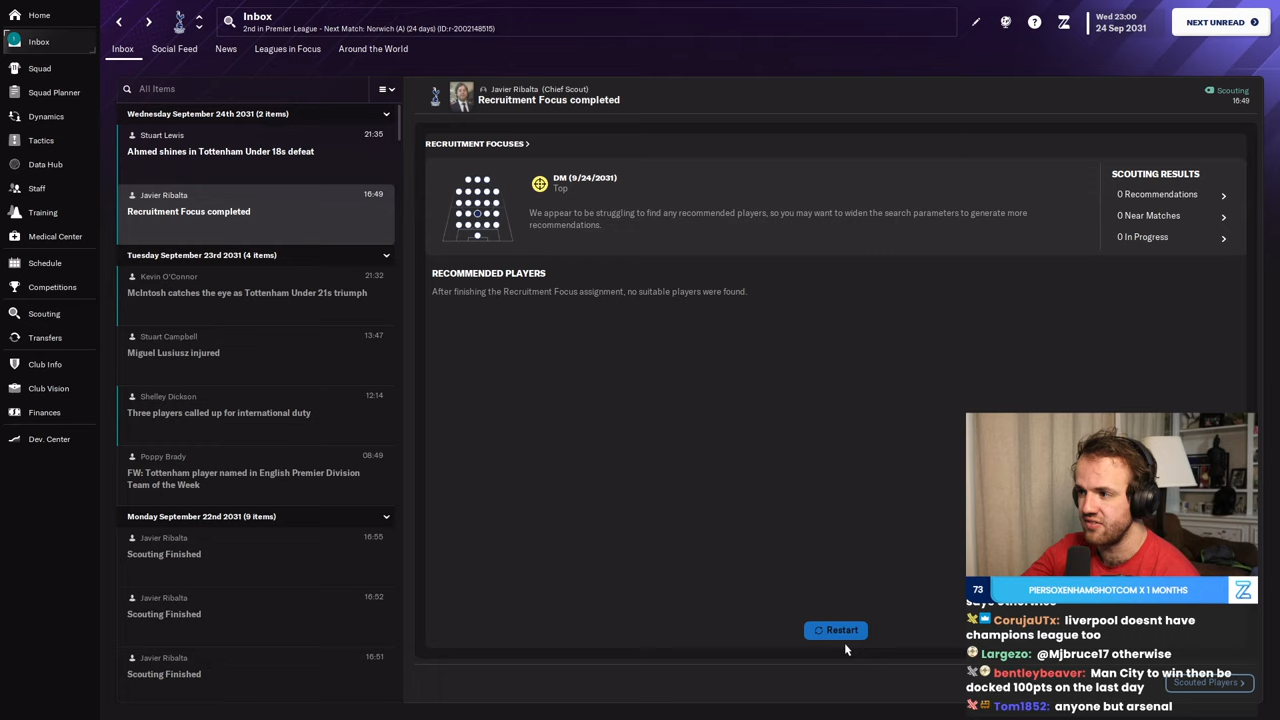 Home
Inbox
Squad
Squad Planner
Dynamics
Tactics
Data Hub
Staff
Training
Medical Center
Schedule
Competitions
Scouting
Transfers
Club Info
Club Vision
Finances
Dev. Center
Inbox
2nd in Premier League - Next Match: Norwich (A) (24 days) (ID:r-2002148515)
Wed 23:00
24 Sep 2031
NEXT UNREAD
Inbox
Social Feed
News
Leagues in Focus
Around the World
All Items
Wednesday September 24th 2031 (2 items)
Stuart Lewis 21:35
Ahmed shines in Tottenham Under 18s defeat
Javier Ribalta 16:49
Recruitment Focus completed
Tuesday September 23rd 2031 (4 items)
Kevin O'Connor 21:32
McIntosh catches the eye as Tottenham Under 21s triumph
Stuart Campbell 13:47
Miguel Lusiusz injured
Shelley Dickson 12:14
Three players called up for international duty
Poppy Brady 08:49
FW: Tottenham player named in English Premier Division
Team of the Week
Monday September 22nd 2031 (9 items)
Javier Ribalta 16:55
Scouting Finished
Javier Ribalta 16:52
Scouting Finished
Javier Ribalta 16:51
Scouting Finished
Javier Ribalta (Chief Scout)
Recruitment Focus completed
Scouting
16:49
RECRUITMENT FOCUSES
DM (9/24/2031)
Top
We appear to be struggling to find any recommended players, so you may want to widen the search parameters to generate more
recommendations.
SCOUTING RESULTS
0 Recommendations
0 Near Matches
0 In Progress
RECOMMENDED PLAYERS
After finishing the Recruitment Focus assignment, no suitable players were found.
Restart
Scouted Players
73 PIERSOXENHAMGHOTCOM X 1 MONTHS
says otherwise
CorujaUTx: liverpool doesnt have
champions league too
Largezo: @Mjbruce17 otherwise
bentleybeaver: Man City to win then be
docked 100pts on the last day
Tom1852: anyone but arsenal